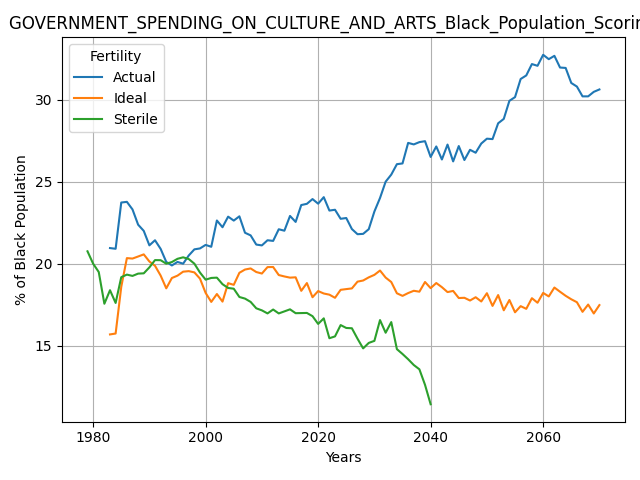 GOVERNMENT_SPENDING_ON_CULTURE_AND_ARTS_Black_Population_Scorin
Fertility
Actual
Ideal
Sterile
30
25
20
15
% of Black Population
1980 2000 2020 2040 2060
Years